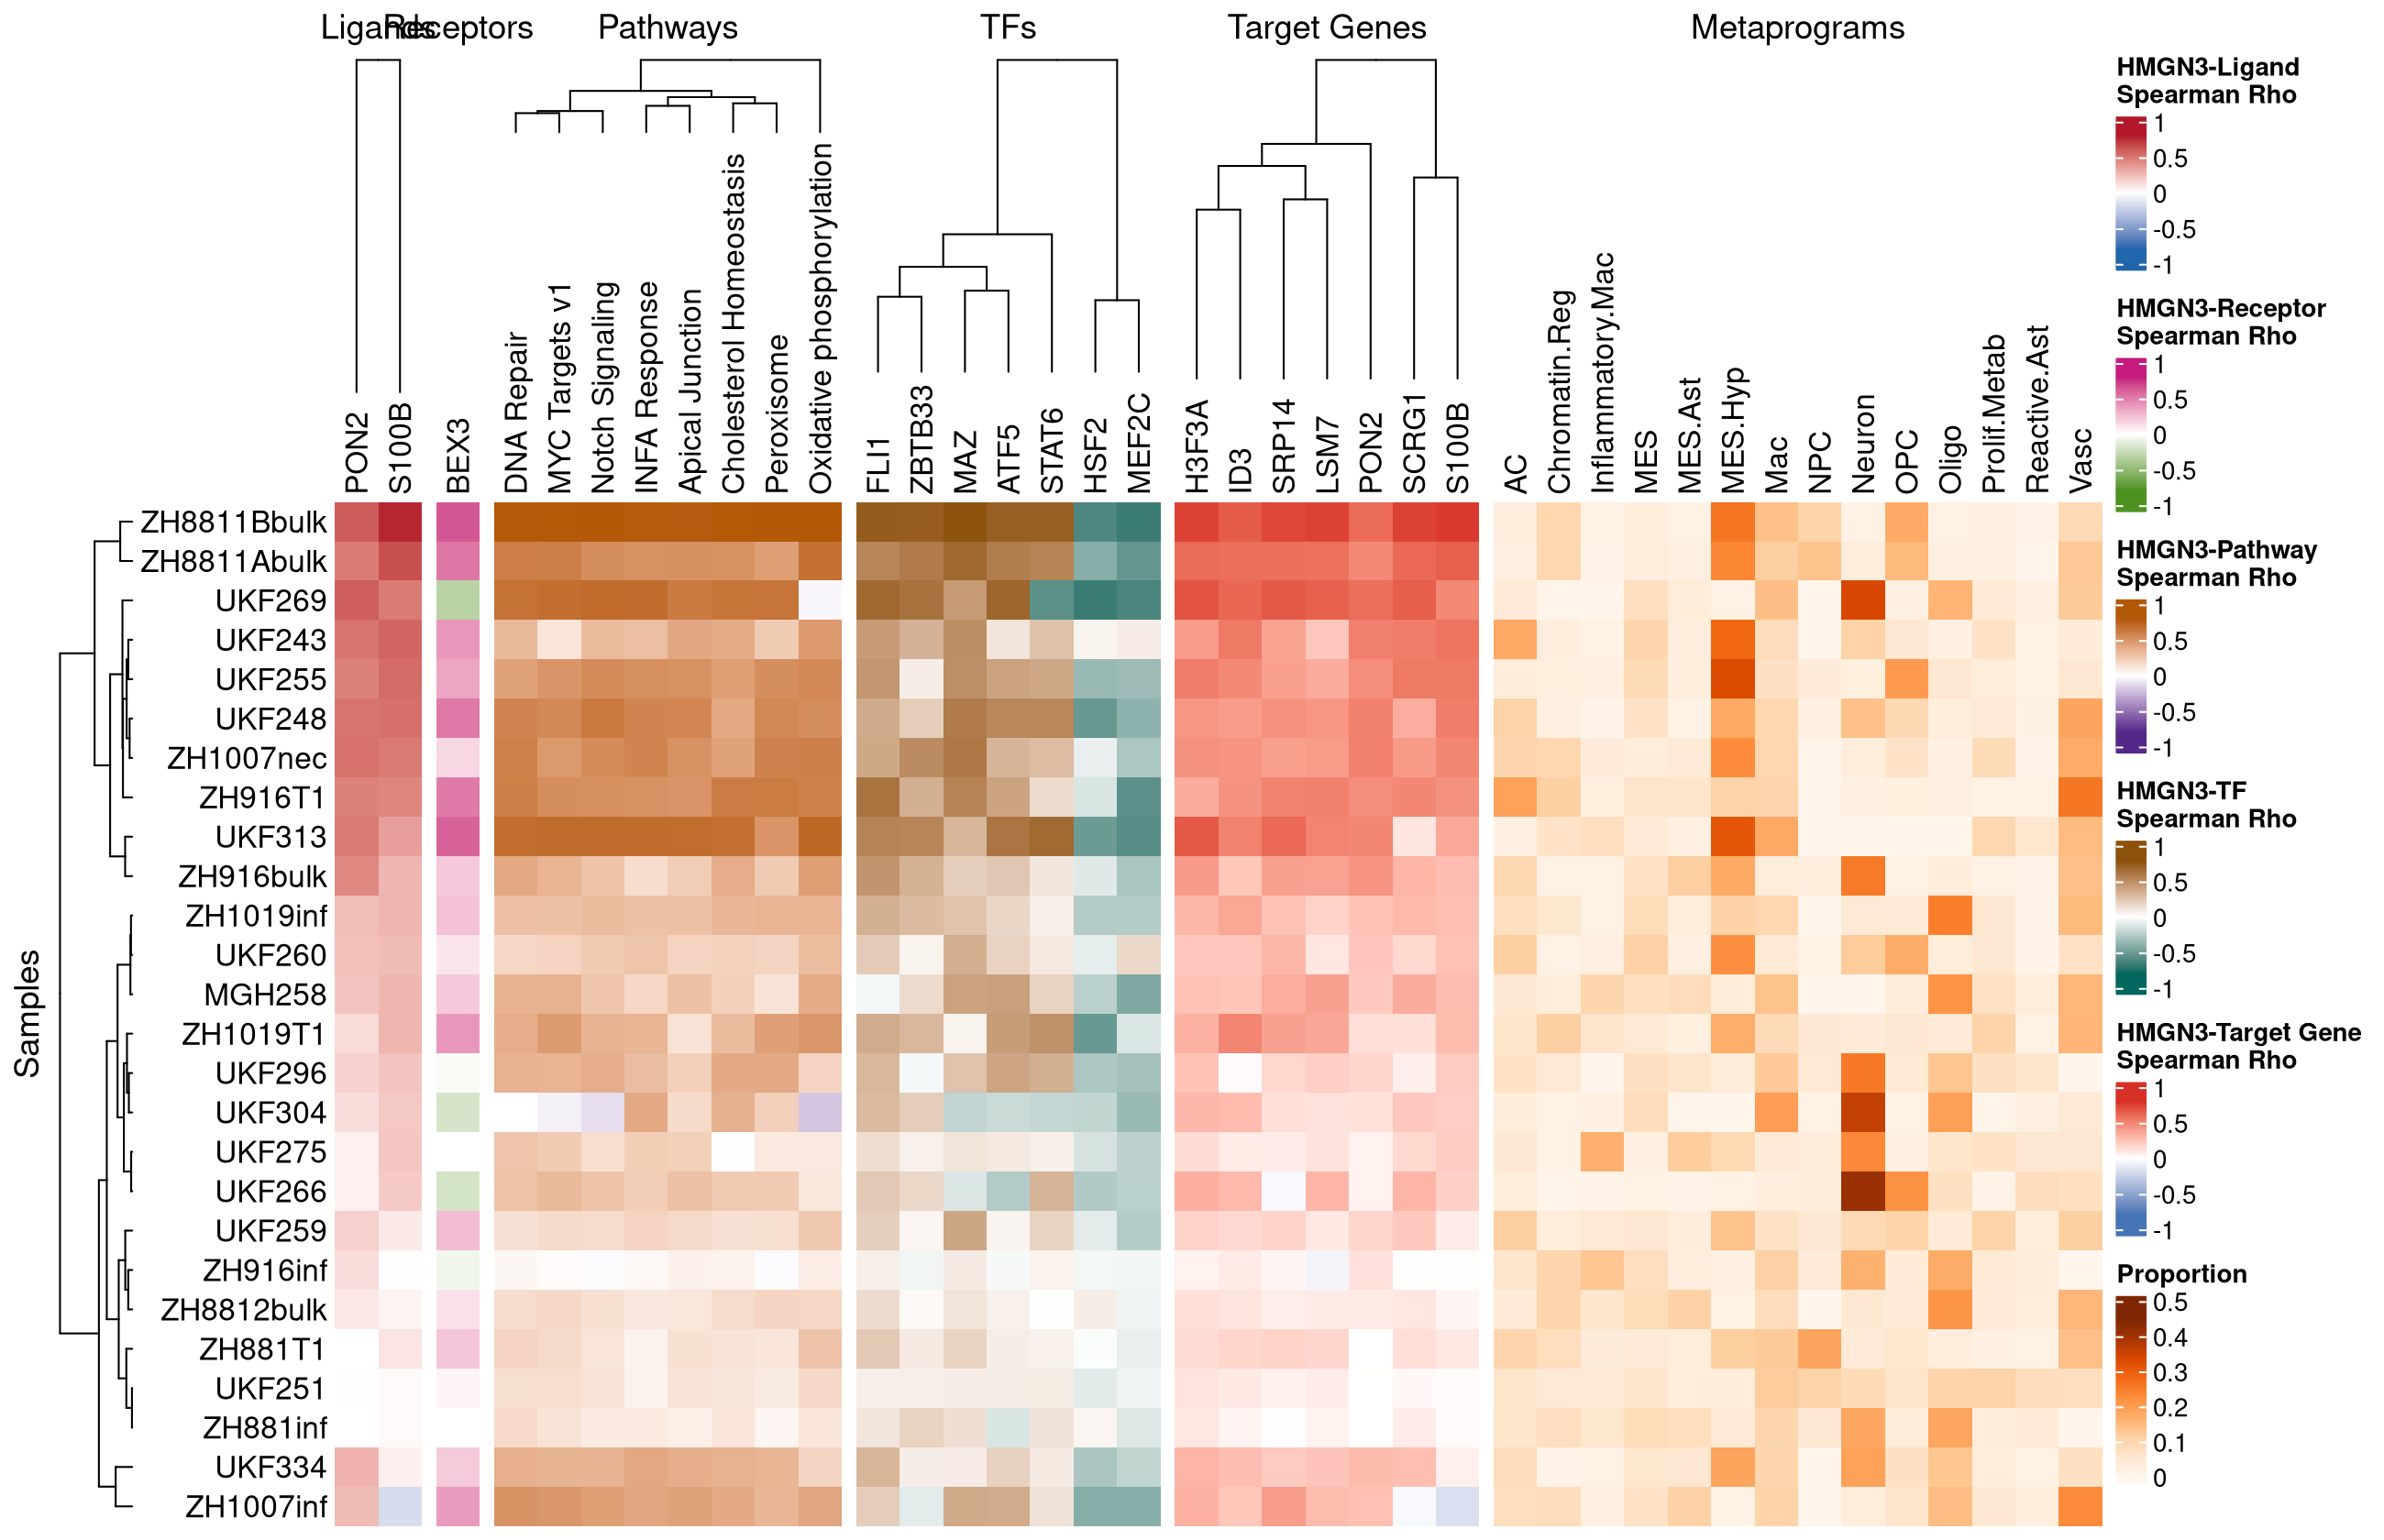 Ligands Receptors Pathways TFs Target Genes Metaprograms
PON2
S100B
BEX3
DNA Repair
MYC Targets v1
Notch Signaling
INFA Response
Apical Junction
Cholesterol Homeostasis
Peroxisome
Oxidative phosphorylation
FLI1
ZBTB33
MAZ
ATF5
STAT6
HSF2
MEF2C
H3F3A
ID3
SRP14
LSM7
PON2
SCRG1
S100B
AC
Chromatin.Reg
Inflammatory.Mac
MES
MES.Ast
MES.Hyp
Mac
NPC
Neuron
OPC
Oligo
Prolif.Metab
Reactive.Ast
Vasc
Samples
ZH8811Bbulk
ZH8811Abulk
UKF269
UKF243
UKF255
UKF248
ZH1007nec
ZH916T1
UKF313
ZH916bulk
ZH1019inf
UKF260
MGH258
ZH1019T1
UKF296
UKF304
UKF275
UKF266
UKF259
ZH916inf
ZH8812bulk
ZH881T1
UKF251
ZH881inf
UKF334
ZH1007inf
HMGN3-Ligand
Spearman Rho
1
0.5
0
-0.5
-1
HMGN3-Receptor
Spearman Rho
1
0.5
0
-0.5
-1
HMGN3-Pathway
Spearman Rho
1
0.5
0
-0.5
-1
HMGN3-TF
Spearman Rho
1
0.5
0
-0.5
-1
HMGN3-Target Gene
Spearman Rho
1
0.5
0
-0.5
-1
Proportion
0.5
0.4
0.3
0.2
0.1
0